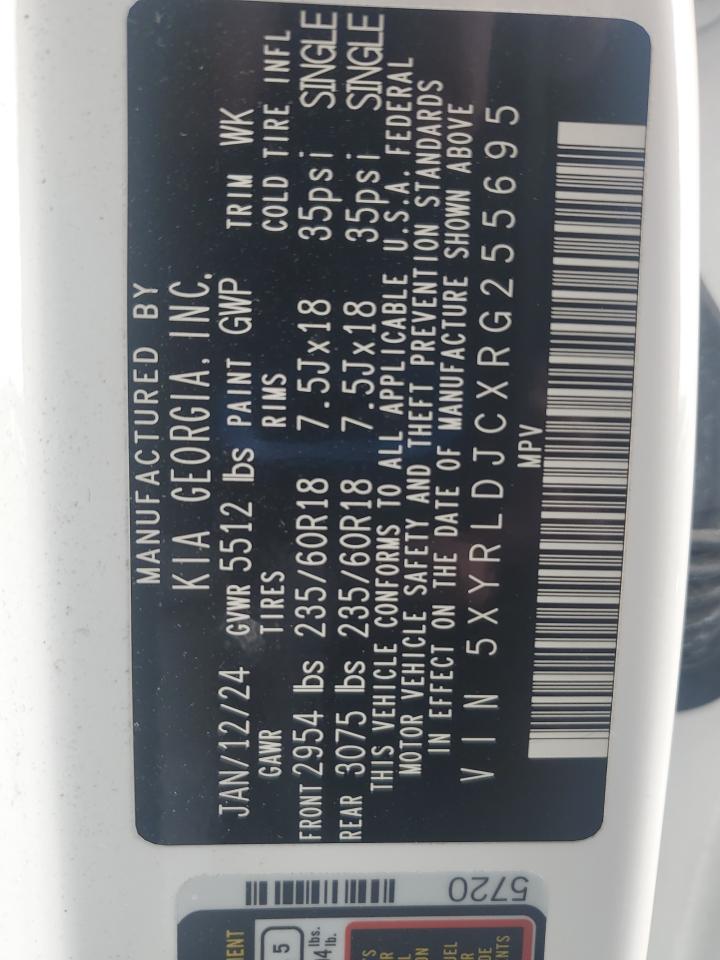 MANUFACTURED BY
KIA GEORGIA, INC.
JAN/12/24 GVWR 5512 lbs PAINT GWP TRIM WK
GAWR TIRES RIMS COLD TIRE INFL
FRONT 2954 lbs 235/60R18 7.5Jx18 35psi SINGLE
REAR 3075 lbs 235/60R18 7.5Jx18 35psi SINGLE
THIS VEHICLE CONFORMS TO ALL APPLICABLE U.S.A. FEDERAL
MOTOR VEHICLE SAFETY AND THEFT PREVENTION STANDARDS
IN EFFECT ON THE DATE OF MANUFACTURE SHOWN ABOVE
VIN 5XYRLDJCXRG255695
MPV
5720
5
lbs.
lb.